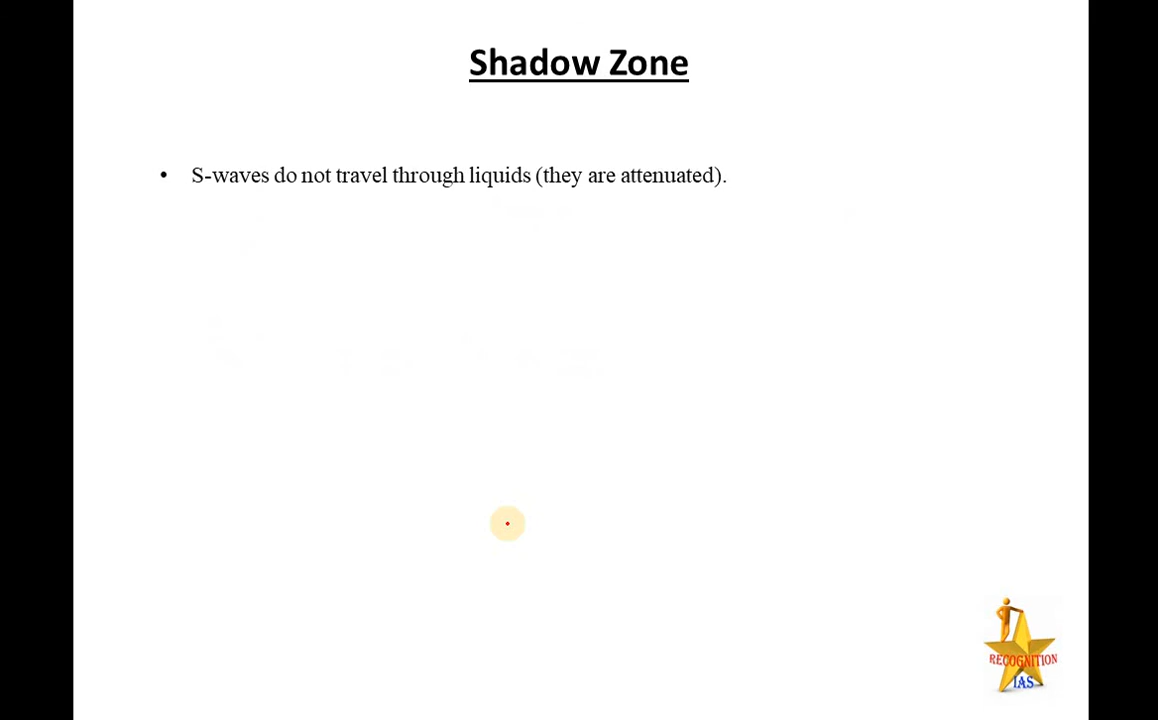 Shadow Zone
• S-waves do not travel through liquids (they are attenuated).
RECOGNITION
IAS